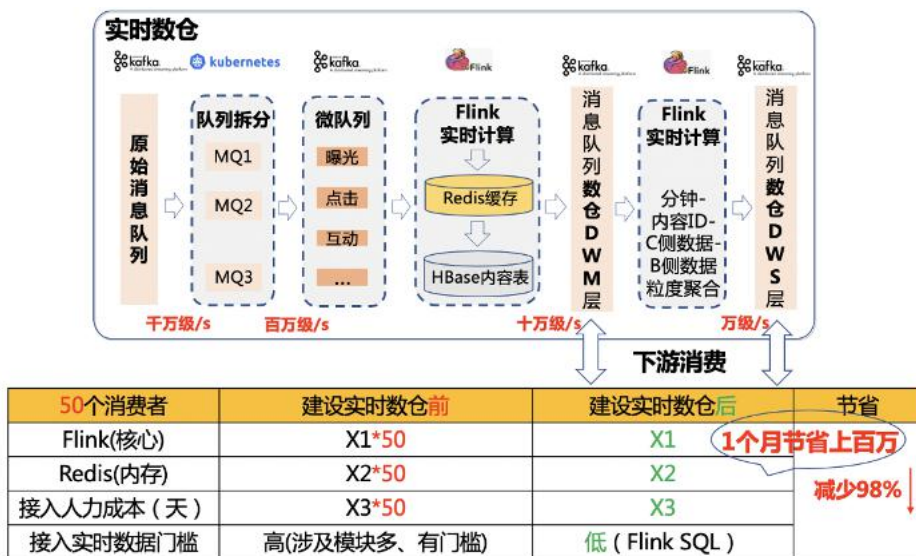 实时数仓
kafka
kubernetes
kafka
Flink
kafka
Flink
kafka
原始消息队列
队列拆分
MQ1
MQ2
MQ3
微队列
曝光
点击
互动
...
Flink
实时计算
Redis缓存
HBase内容表
消息队列数仓DWM层
Flink
实时计算
分钟-
内容ID-
C侧数据-
B侧数据
粒度聚合
消息队列数仓DWS层
千万级/s
百万级/s
十万级/s
万级/s
下游消费
50个消费者 建设实时数仓前 建设实时数仓后 节省
Flink(核心) X1*50 X1 1个月节省上百万
Redis(内存) X2*50 X2
减少98%
接入人力成本（天） X3*50 X3
接入实时数据门槛 高(涉及模块多、有门槛) 低（Flink SQL）